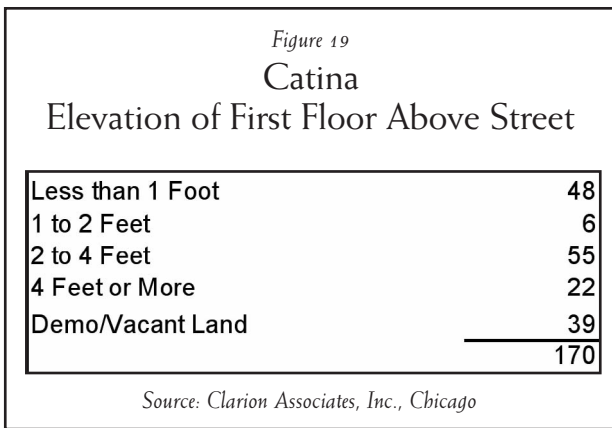 Figure 19
Catina
Elevation of First Floor Above Street
Less than 1 Foot 48
1 to 2 Feet 6
2 to 4 Feet 55
4 Feet or More 22
Demo/Vacant Land 39
170
Source: Clarion Associates, Inc., Chicago